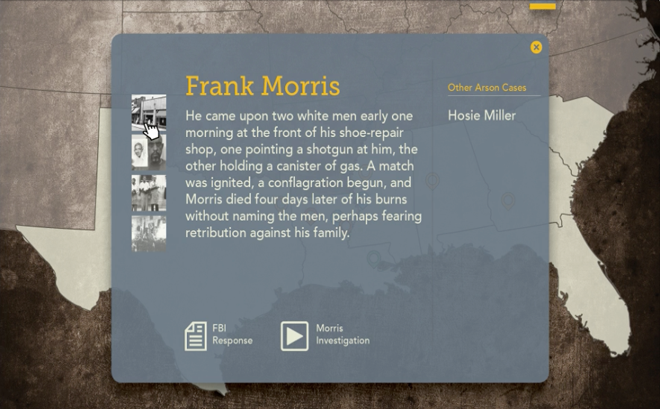 Frank Morris
He came upon two white men early one
morning at the front of his shoe-repair
shop, one pointing a shotgun at him, the
other holding a canister of gas. A match
was ignited, a conflagration begun, and
Morris died four days later of his burns
without naming the men, perhaps fearing
retribution against his family.
Other Arson Cases
Hosie Miller
FBI
Response
Morris
Investigation